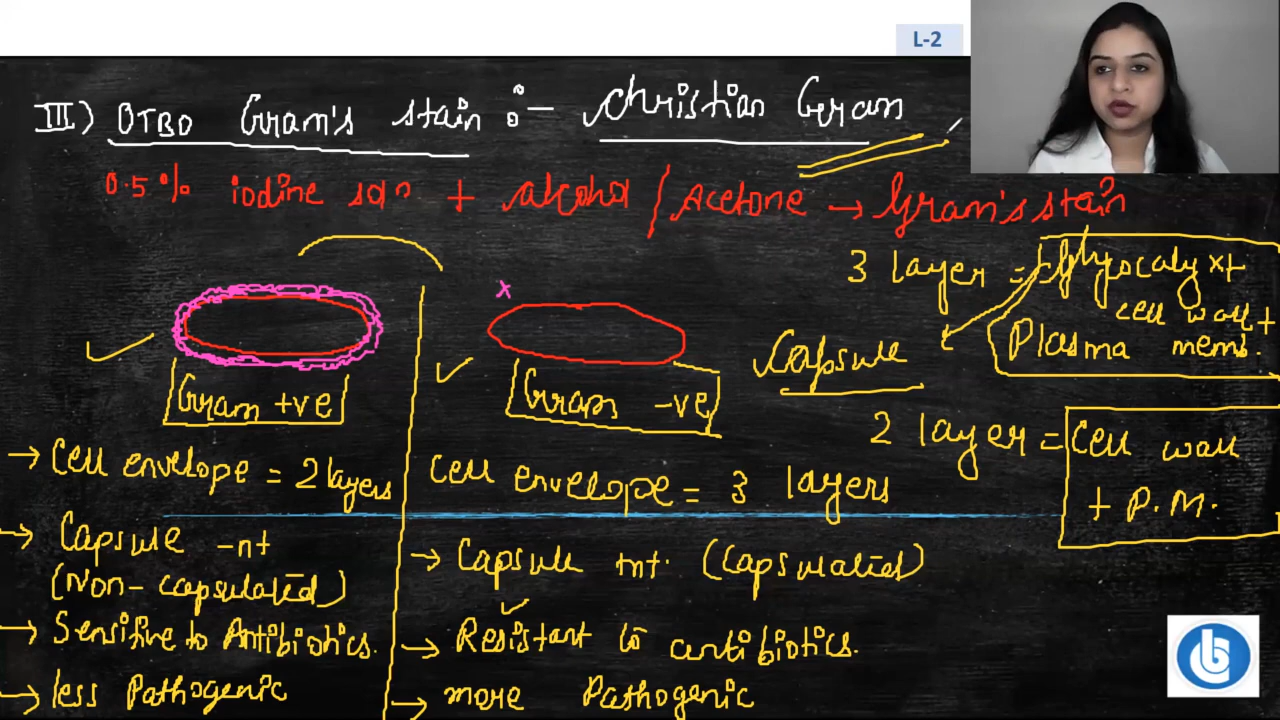 L-2
III) OTBO Gram's stain :- Christian Gram
0.5% iodine solⁿ + alcohol / Acetone → Gram's stain
3 layer = Glycocalyx +
cell wall +
Plasma memb.
Capsule
x
Gram +ve
Gram -ve
2 layer = Cell wall
+ P.M.
→ Cell envelope = 2 layers
Cell envelope = 3 layers
→ Capsule -nt
(Non-capsulated)
→ Capsule +nt. (Capsulated)
→ Sensitive to Antibiotics.
→ Resistant to antibiotics.
→ less Pathogenic
→ more Pathogenic